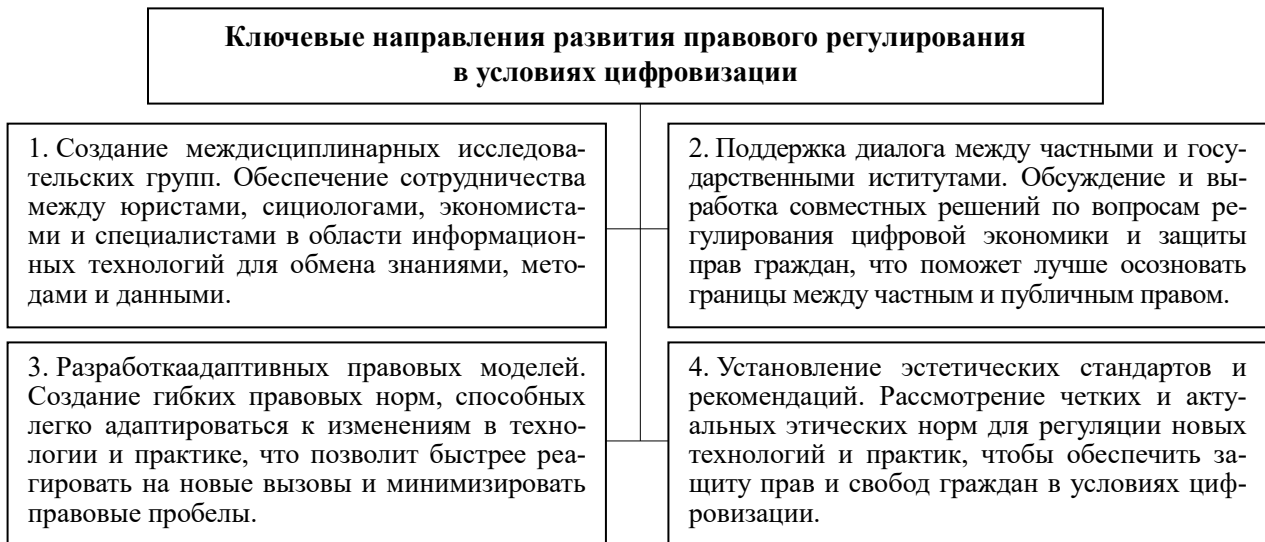 Ключевые направления развития правового регулирования
в условиях цифровизации
1. Создание междисциплинарных исследова-
тельских групп. Обеспечение сотрудничества
между юристами, сициологами, экономиста-
ми и специалистами в области информацион-
ных технологий для обмена знаниями, мето-
дами и данными.
2. Поддержка диалога между частными и госу-
дарственными иститутами. Обсуждение и вы-
работка совместных решений по вопросам ре-
гулирования цифровой экономики и защиты
прав граждан, что поможет лучше осозновать
границы между частным и публичным правом.
3. Разработкаадаптивных правовых моделей.
Создание гибких правовых норм, способных
легко адаптироваться к изменениям в техно-
логии и практике, что позволит быстрее реа-
гировать на новые вызовы и минимизировать
правовые пробелы.
4. Установление эстетических стандартов и
рекомендаций. Рассмотрение четких и акту-
альных этических норм для регуляции новых
технологий и практик, чтобы обеспечить за-
щиту прав и свобод граждан в условиях циф-
ровизации.